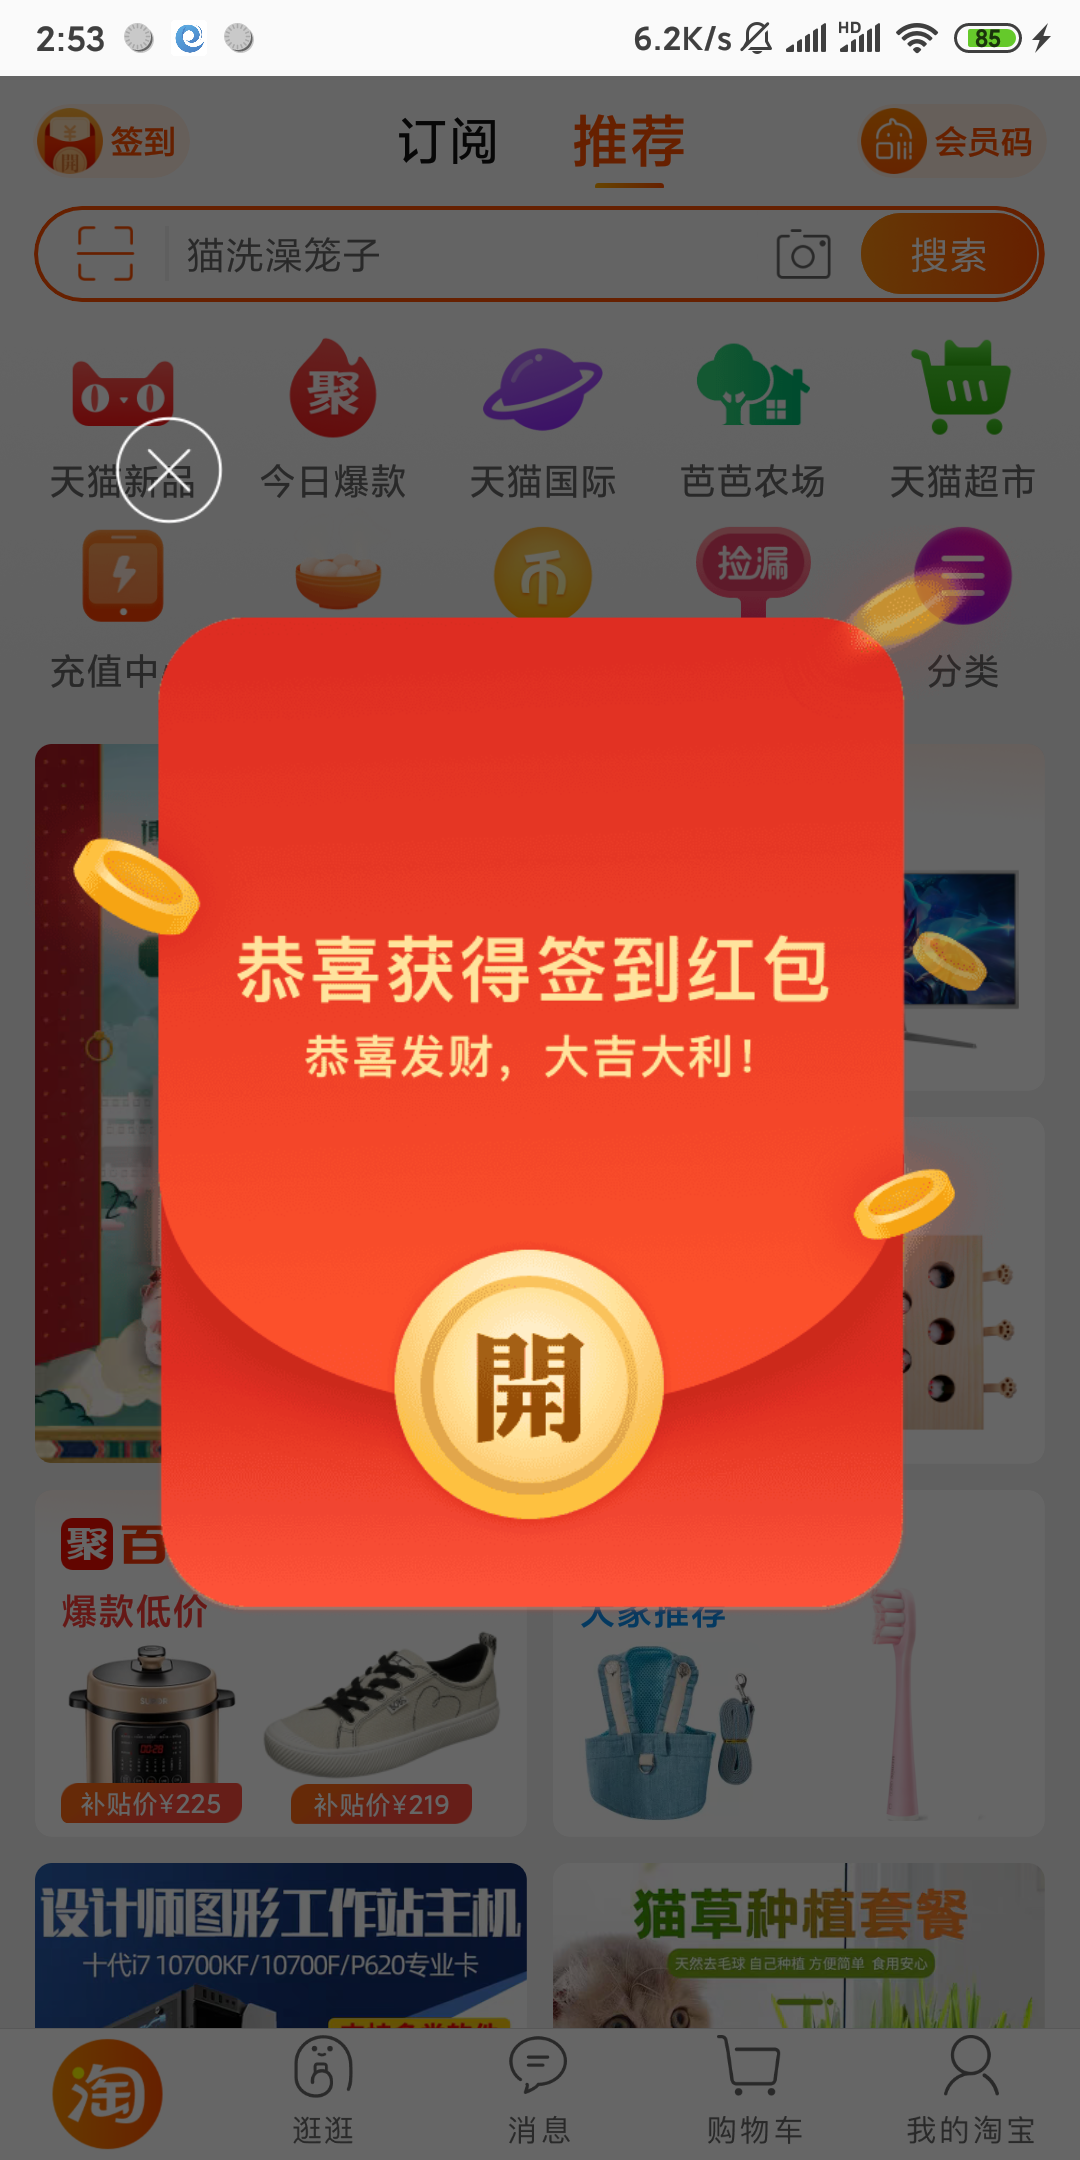 2:53
6.2K/s
HD
85
签到
订阅
推荐
会员码
猫洗澡笼子
搜索
聚
天猫新品
今日爆款
天猫国际
芭芭农场
天猫超市
币
捡漏
充值中
分类
恭喜获得签到红包
恭喜发财，大吉大利！
開
聚
百
爆款低价
大家推荐
补贴价¥225
补贴价¥219
设计师图形工作站主机
十代i7 10700KF/10700F/P620专业卡
猫草种植套餐
天然去毛球 自己种植 方便简单 食用安心
淘
逛逛
消息
购物车
我的淘宝